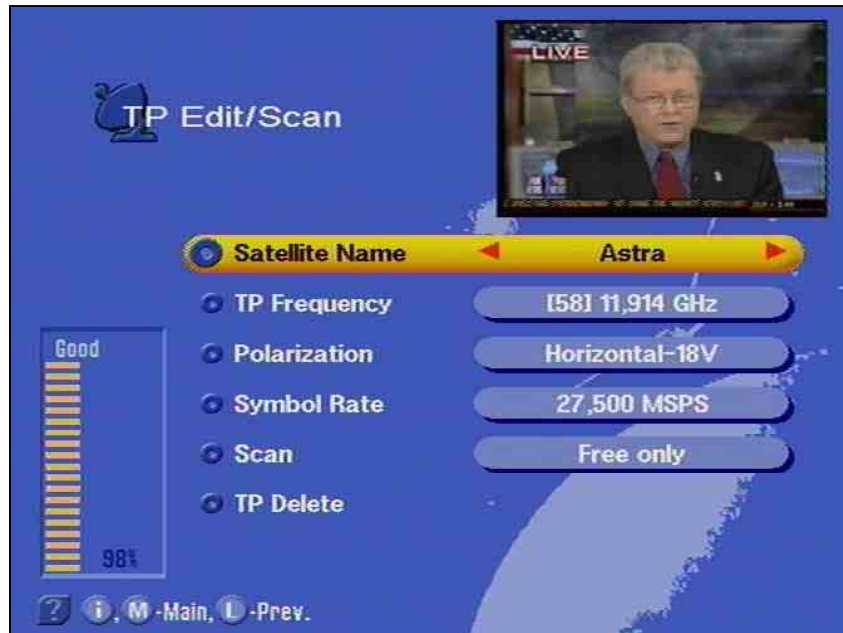 LIVE
TP Edit/Scan
Satellite Name Astra
TP Frequency [58] 11,914 GHz
Polarization Horizontal-18V
Symbol Rate 27,500 MSPS
Scan Free only
TP Delete
Good
98%
? i, M -Main, L -Prev.